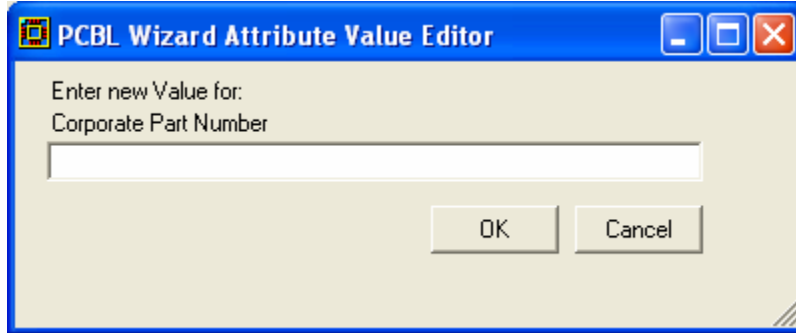 PCBL Wizard Attribute Value Editor
Enter new Value for:
Corporate Part Number
OK Cancel